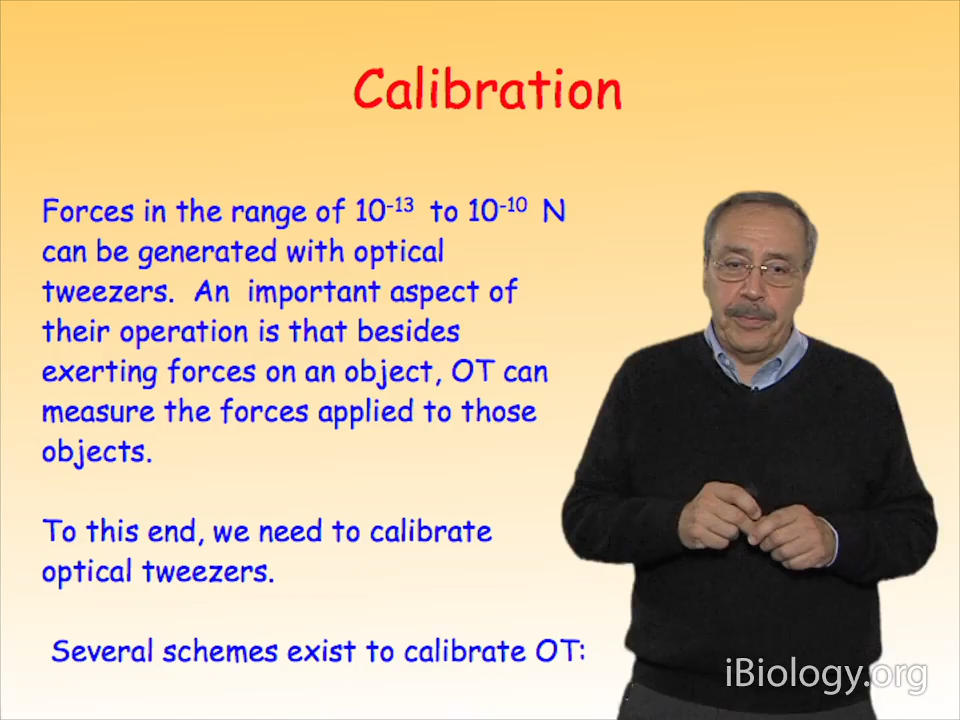 Calibration
Forces in the range of 10⁻¹³ to 10⁻¹⁰ N
can be generated with optical
tweezers. An important aspect of
their operation is that besides
exerting forces on an object, OT can
measure the forces applied to those
objects.
To this end, we need to calibrate
optical tweezers.
Several schemes exist to calibrate OT:
iBiology.org